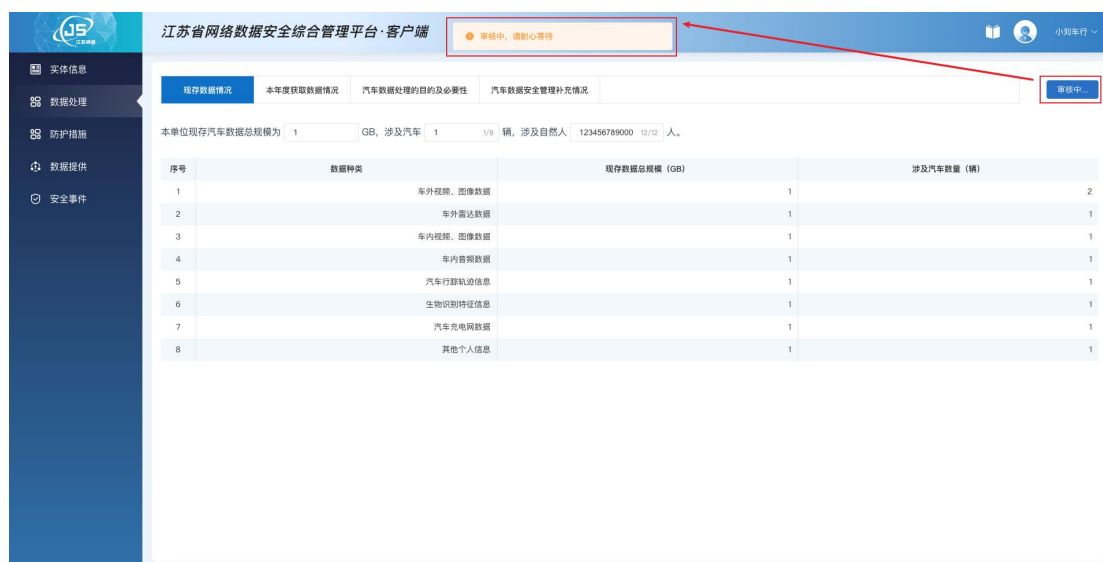 JS
江苏网信
江苏省网络数据安全综合管理平台·客户端
审核中，请耐心等待
小刘车行
实体信息
数据处理
防护措施
数据提供
安全事件
现存数据情况 本年度获取数据情况 汽车数据处理的目的及必要性 汽车数据安全管理补充情况 审核中...
本单位现存汽车数据总规模为 1 GB，涉及汽车 1 1/8 辆，涉及自然人 123456789000 12/12 人。
序号 数据种类 现存数据总规模（GB） 涉及汽车数量（辆）
1 车外视频、图像数据 1 2
2 车外雷达数据 1 1
3 车内视频、图像数据 1 1
4 车内音频数据 1 1
5 汽车行踪轨迹信息 1 1
6 生物识别特征信息 1 1
7 汽车充电网数据 1 1
8 其他个人信息 1 1